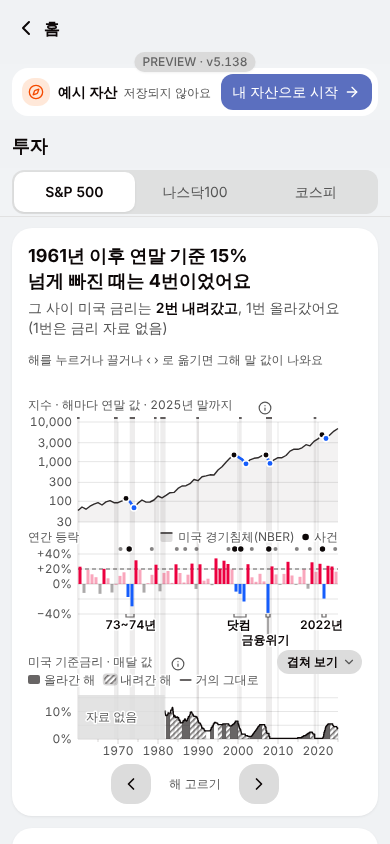 홈
PREVIEW · v5.138
예시 자산 저장되지 않아요 내 자산으로 시작 →
투자
S&P 500 나스닥100 코스피
1961년 이후 연말 기준 15%
넘게 빠진 때는 4번이었어요
그 사이 미국 금리는 2번 내려갔고, 1번 올라갔어요
(1번은 금리 자료 없음)
해를 누르거나 끌거나 ‹ › 로 옮기면 그해 말 값이 나와요
지수 · 해마다 연말 값 · 2025년 말까지
10,000
3,000
1,000
300
100
30
연간 등락 미국 경기침체(NBER) 사건
+40%
+20%
0%
−40%
73~74년 닷컴 2022년
금융위기
미국 기준금리 · 매달 값 겹쳐 보기
올라간 해 내려간 해 거의 그대로
10%
자료 없음
0%
1970 1980 1990 2000 2010 2020
해 고르기